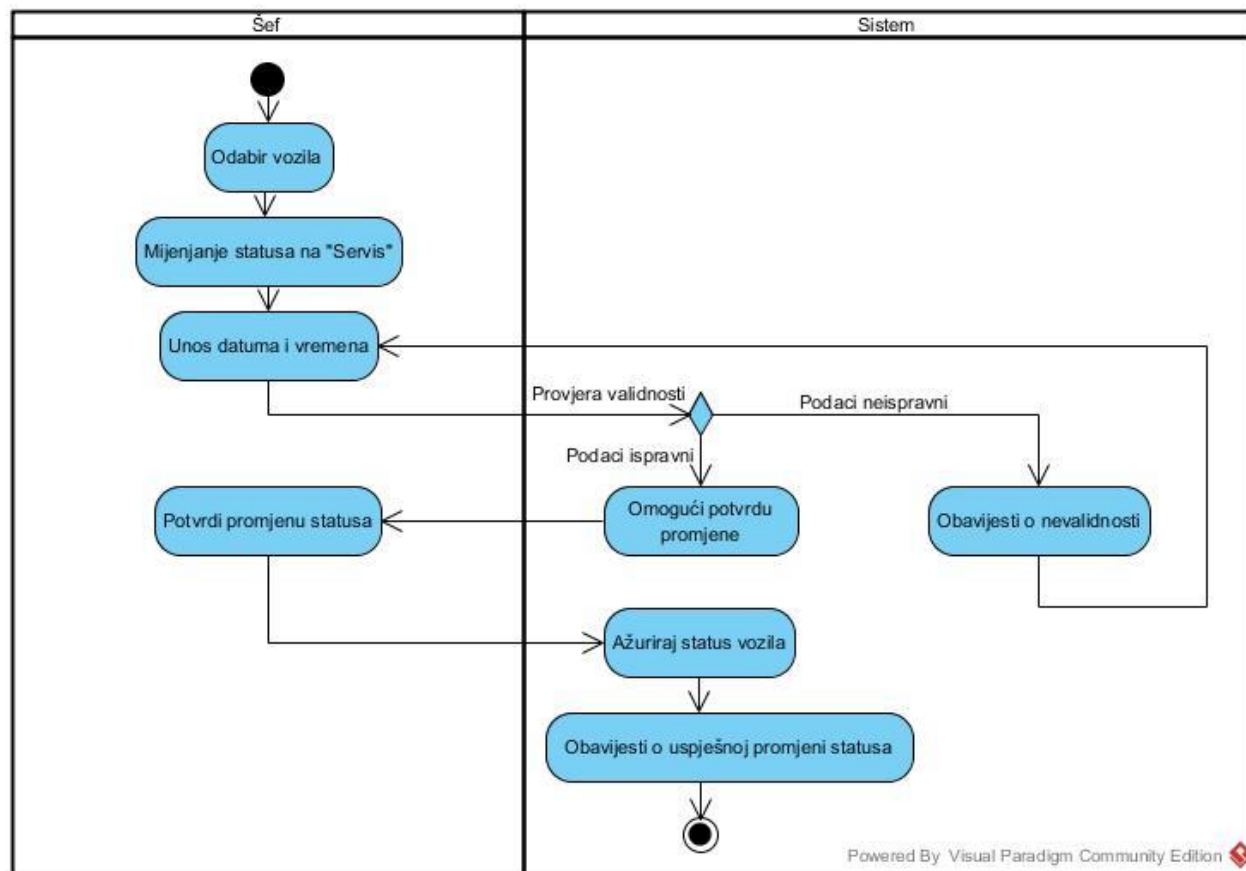 Šef
Sistem
Odabir vozila
Mijenjanje statusa na "Servis"
Unos datuma i vremena
Provjera validnosti
Podaci neispravni
Podaci ispravni
Potvrdi promjenu statusa
Omogući potvrdu
promjene
Obavijesti o nevalidnosti
Ažuriraj status vozila
Obavijesti o uspješnoj promjeni statusa
Powered By Visual Paradigm Community Edition